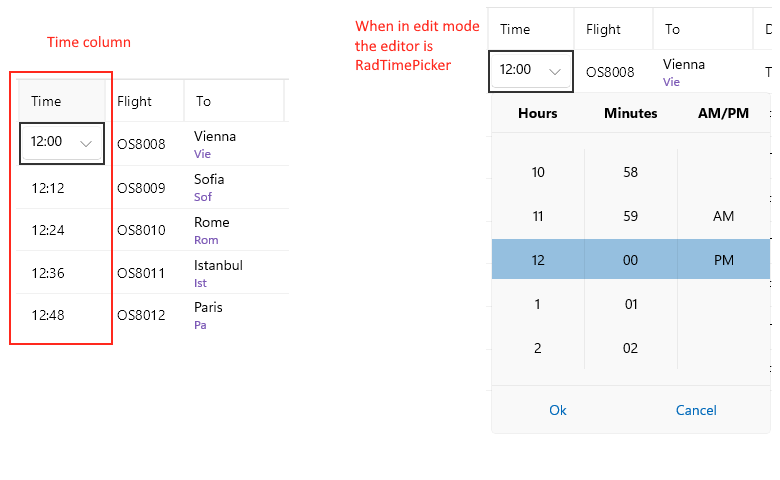 Time column
Time Flight To
12:00 OS8008 Vienna
Vie
12:12 OS8009 Sofia
Sof
12:24 OS8010 Rome
Rom
12:36 OS8011 Istanbul
Ist
12:48 OS8012 Paris
Pa
When in edit mode
the editor is
RadTimePicker
Time Flight To D
12:00 OS8008 Vienna T
Vie
Hours Minutes AM/PM
10 58
11 59 AM
12 00 PM
1 01
2 02
Ok Cancel